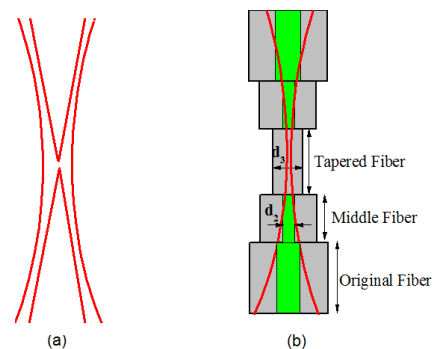 d3
Tapered Fiber
d2
Middle Fiber
Original Fiber
(a)
(b)